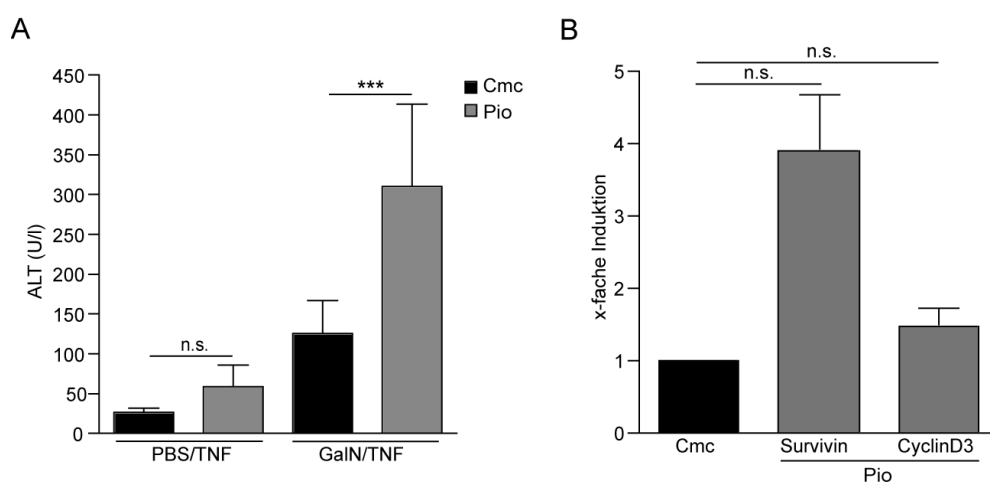 A
ALT (U/l)
450
400
350
300
250
200
150
100
50
0
n.s.
***
Cmc
Pio
PBS/TNF
GalN/TNF
B
x-fache Induktion
n.s.
n.s.
5
4
3
2
1
0
Cmc
Survivin
CyclinD3
Pio